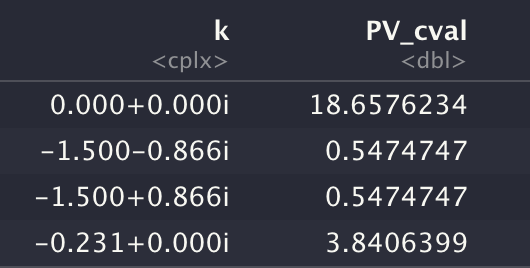 k PV_cval
<cplx> <dbl>
0.000+0.000i 18.6576234
-1.500-0.866i 0.5474747
-1.500+0.866i 0.5474747
-0.231+0.000i 3.8406399